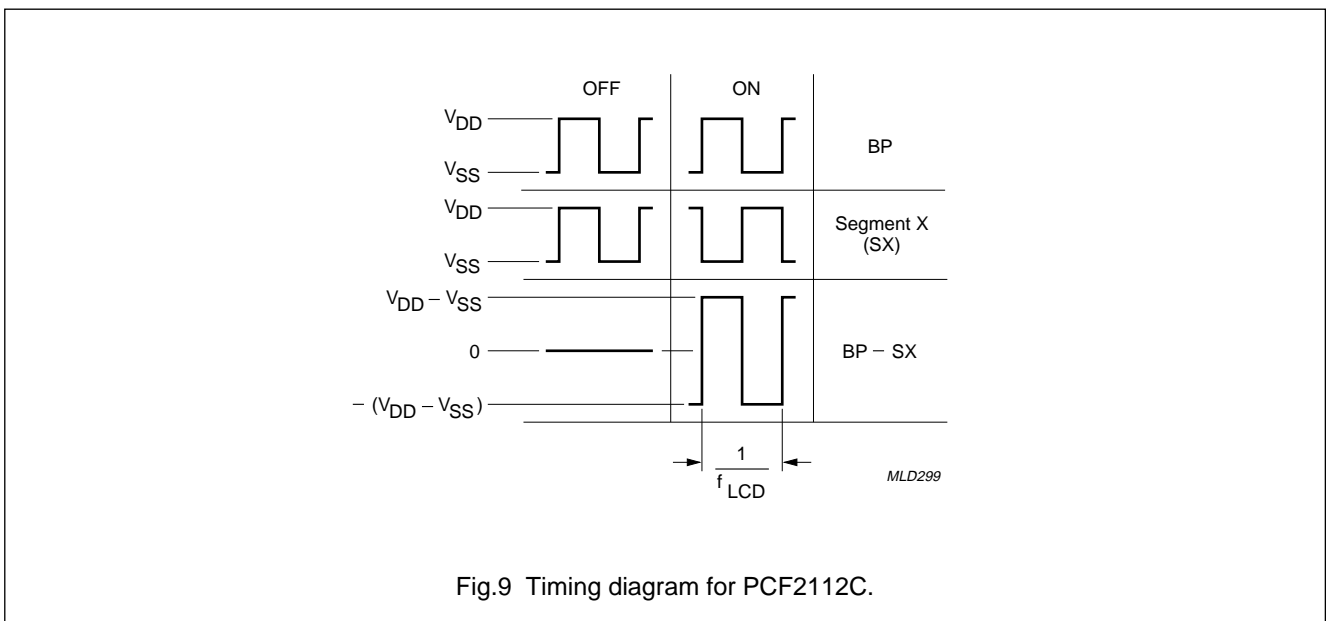 OFF ON
VDD
BP
VSS
VDD
Segment X
(SX)
VSS
VDD – VSS
0 BP – SX
– (VDD – VSS)
1
fLCD
MLD299
Fig.9 Timing diagram for PCF2112C.